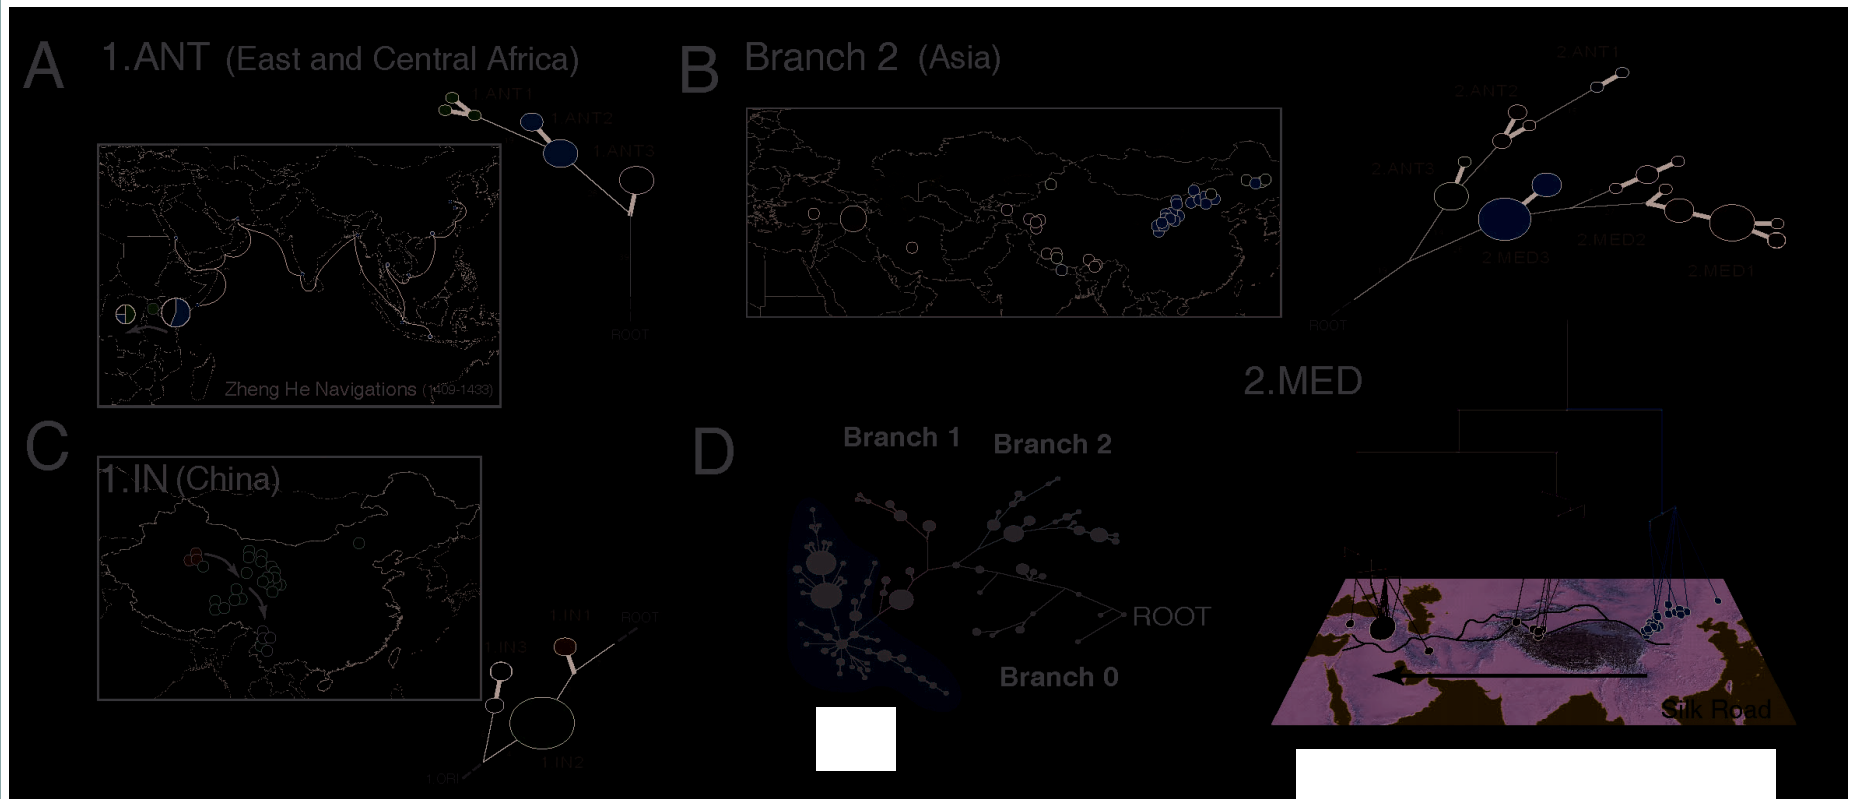 A
1.ANT (East and Central Africa)
1.ANT1
1.ANT2
1.ANT3
ROOT
Zheng He Navigations (1409-1433)
B
Branch 2 (Asia)
2.ANT1
2.ANT2
2.ANT3
2.MED3
2.MED2
2.MED1
ROOT
2.MED
Silk Road
C
1.IN (China)
1.IN1
ROOT
1.IN3
1.IN2
1.ORI
D
Branch 1
Branch 2
ROOT
Branch 0